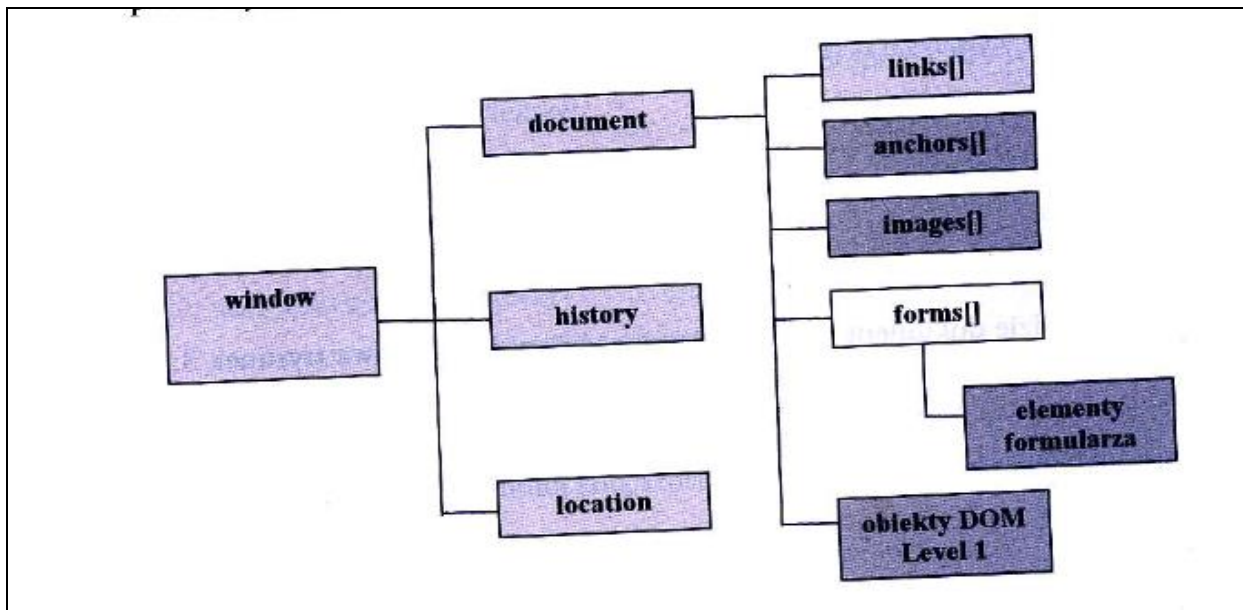 links[]
document
anchors[]
images[]
window
history
forms[]
elementy
formularza
location
obiekty DOM
Level 1